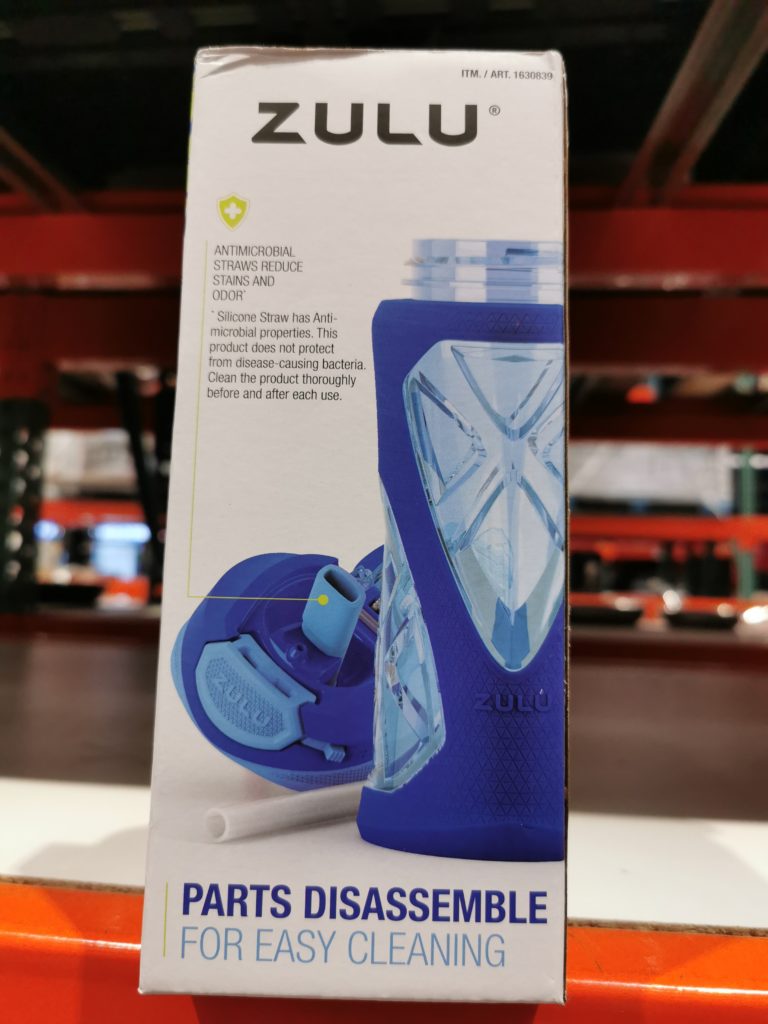 ITM. / ART. 1630839
ZULU®
ANTIMICROBIAL
STRAWS REDUCE
STAINS AND
ODOR*
* Silicone Straw has Anti-
microbial properties. This
product does not protect
from disease-causing bacteria.
Clean the product thoroughly
before and after each use.
ZULU
ZULU
PARTS DISASSEMBLE
FOR EASY CLEANING